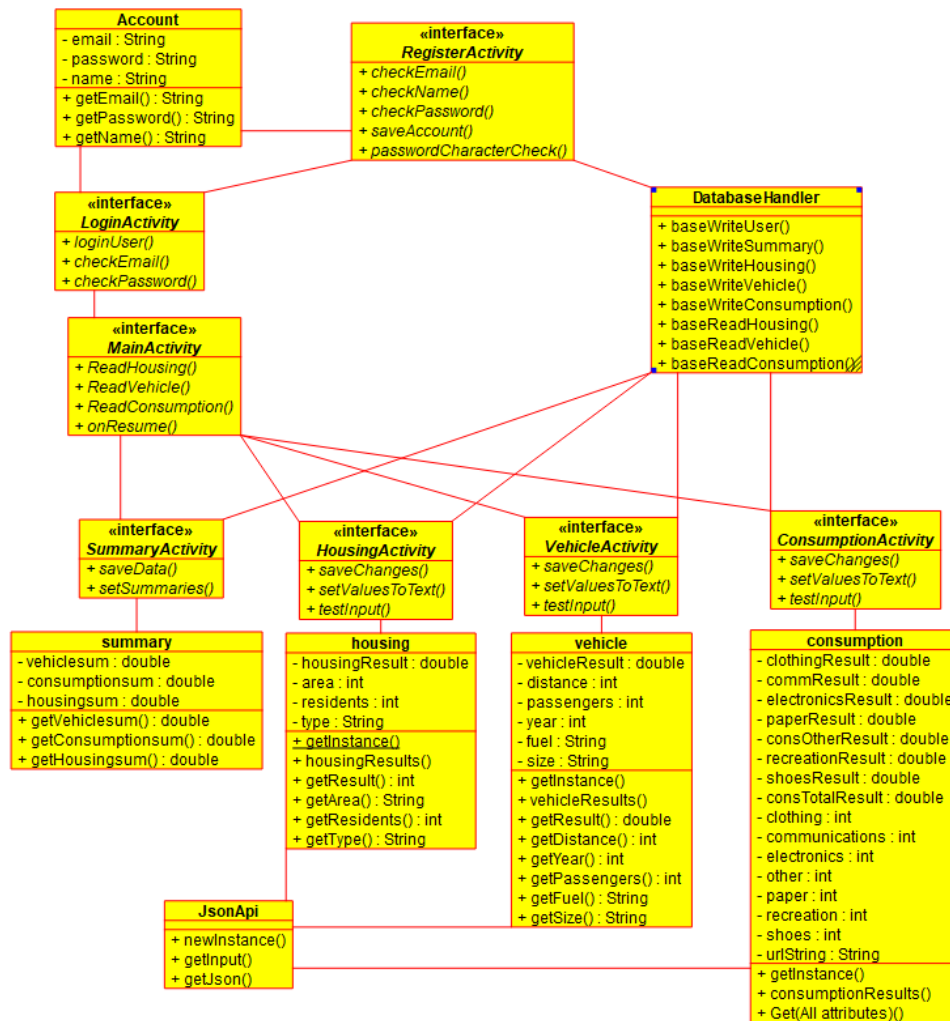 Account
- email : String
- password : String
- name : String
+ getEmail() : String
+ getPassword() : String
+ getName() : String
«interface»
RegisterActivity
+ checkEmail()
+ checkName()
+ checkPassword()
+ saveAccount()
+ passwordCharacterCheck()
«interface»
LoginActivity
+ loginUser()
+ checkEmail()
+ checkPassword()
DatabaseHandler
+ baseWriteUser()
+ baseWriteSummary()
+ baseWriteHousing()
+ baseWriteVehicle()
+ baseWriteConsumption()
+ baseReadHousing()
+ baseReadVehicle()
+ baseReadConsumption()
«interface»
MainActivity
+ ReadHousing()
+ ReadVehicle()
+ ReadConsumption()
+ onResume()
«interface»
SummaryActivity
+ saveData()
+ setSummaries()
«interface»
HousingActivity
+ saveChanges()
+ setValuesToText()
+ testInput()
«interface»
VehicleActivity
+ saveChanges()
+ setValuesToText()
+ testInput()
«interface»
ConsumptionActivity
+ saveChanges()
+ setValuesToText()
+ testInput()
summary
- vehiclesum : double
- consumptionsum : double
- housingsum : double
+ getVehiclesum() : double
+ getConsumptionsum() : double
+ getHousingsum() : double
housing
- housingResult : double
- area : int
- residents : int
- type : String
+ getInstance()
+ housingResults()
+ getResult() : int
+ getArea() : String
+ getResidents() : int
+ getType() : String
vehicle
- vehicleResult : double
- distance : int
- passengers : int
- year : int
- fuel : String
- size : String
+ getInstance()
+ vehicleResults()
+ getResult() : double
+ getDistance() : int
+ getYear() : int
+ getPassengers() : int
+ getFuel() : String
+ getSize() : String
consumption
- clothingResult : double
- commResult : double
- electronicsResult : double
- paperResult : double
- consOtherResult : double
- recreationResult : double
- shoesResult : double
- consTotalResult : double
- clothing : int
- communications : int
- electronics : int
- other : int
- paper : int
- recreation : int
- shoes : int
- urlString : String
+ getInstance()
+ consumptionResults()
+ Get(All attributes)()
JsonApi
+ newInstance()
+ getInput()
+ getJson()